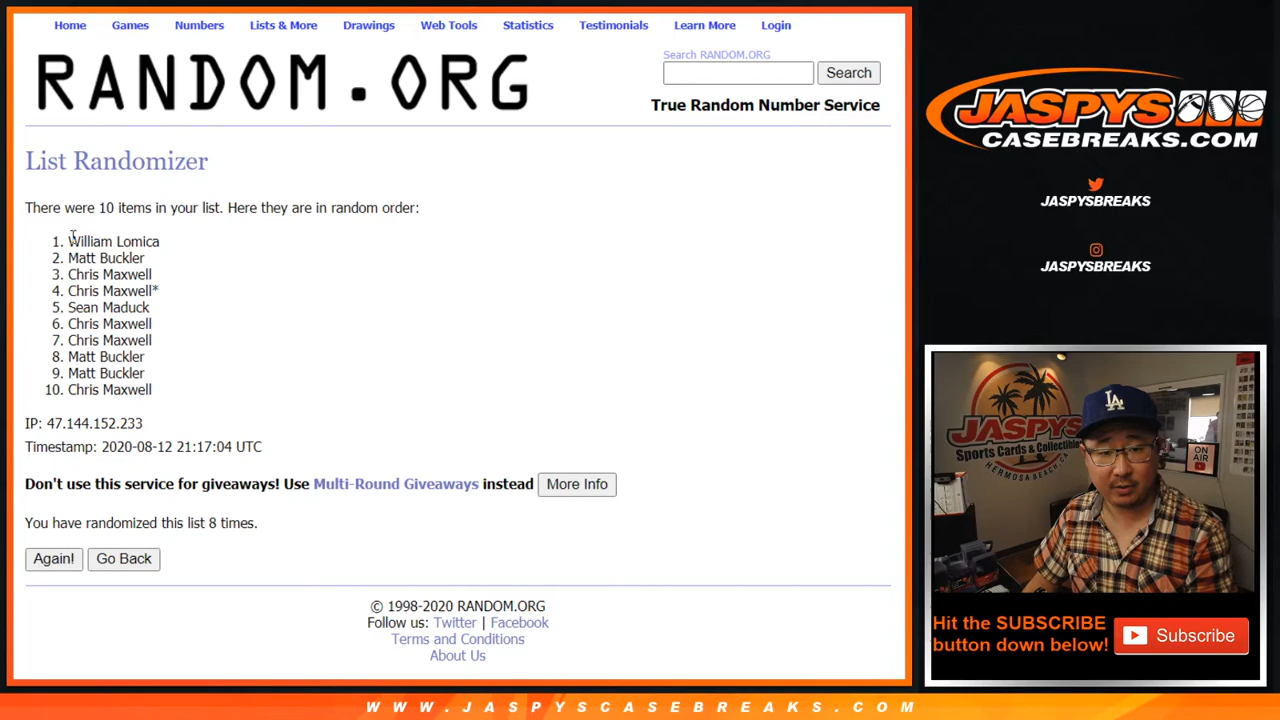 Home Games Numbers Lists & More Drawings Web Tools Statistics Testimonials Learn More Login
RANDOM.ORG
Search RANDOM.ORG
Search
True Random Number Service
List Randomizer
There were 10 items in your list. Here they are in random order:
1. William Lomica
2. Matt Buckler
3. Chris Maxwell
4. Chris Maxwell*
5. Sean Maduck
6. Chris Maxwell
7. Chris Maxwell
8. Matt Buckler
9. Matt Buckler
10. Chris Maxwell
IP: 47.144.152.233
Timestamp: 2020-08-12 21:17:04 UTC
Don't use this service for giveaways! Use Multi-Round Giveaways instead More Info
You have randomized this list 8 times.
Again! Go Back
© 1998-2020 RANDOM.ORG
Follow us: Twitter | Facebook
Terms and Conditions
About Us
JASPYS
CASEBREAKS.COM
JASPYSBREAKS
JASPYSBREAKS
JASPYS
Sports Cards & Collectibles
HERMOSA BEACH, CA
LA
ON
AIR
Hit the SUBSCRIBE
button down below!
Subscribe
WWW.JASPYSCASEBREAKS.COM